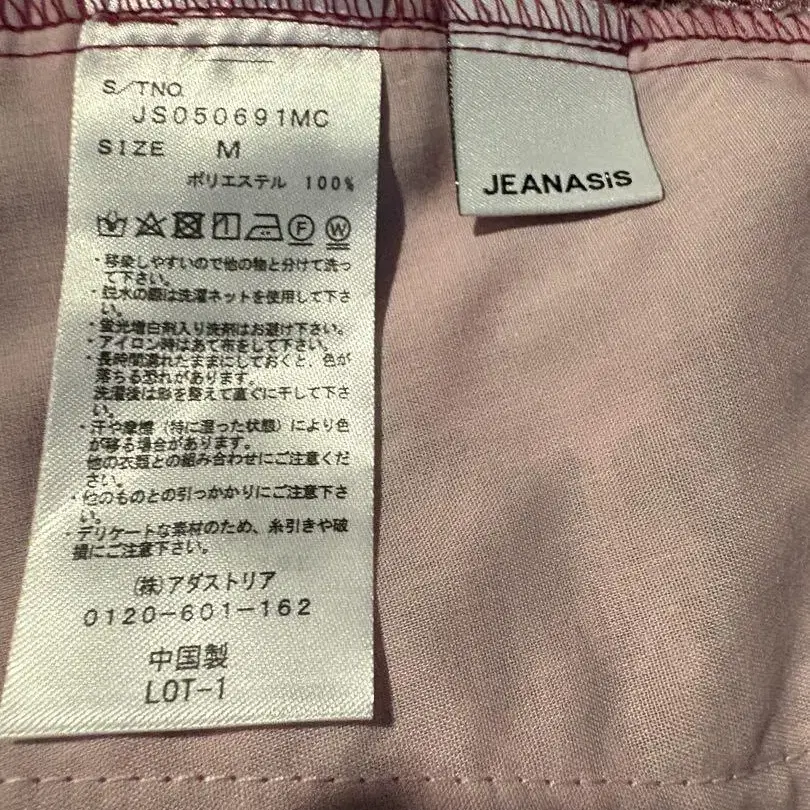 S/TNO.
JS050691MC
SIZE M
ポリエステル 100%
F W
・移染しやすいので他の物と分けて洗っ
て下さい。
・脱水の際は洗濯ネットを使用して下さ
い。
・蛍光増白剤入り洗剤はお避け下さい。
・アイロン時はあて布をして下さい。
・長時間濡れたままにしておくと、色が
落ちる恐れがあります。
洗濯後は形を整えて直ぐに干して下さ
い。
・汗や摩擦（特に湿った状態）により色
が移る場合があります。
他の衣類との組み合わせにご注意くだ
さい。
・他のものとの引っかかりにご注意下さ
い。
・デリケートな素材のため、糸引きや破
損にご注意下さい。
(株)アダストリア
0120-601-162
中国製
LOT-1
JEANASiS